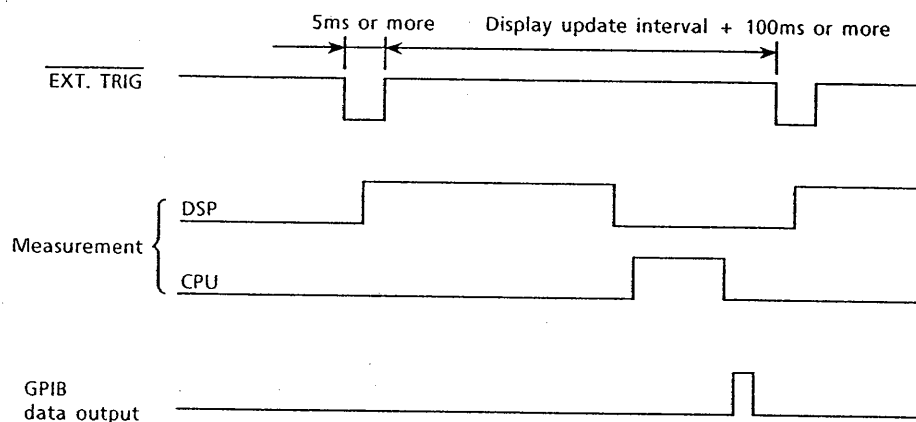 5ms or more
Display update interval + 100ms or more
EXT. TRIG
DSP
Measurement
CPU
GPIB
data output